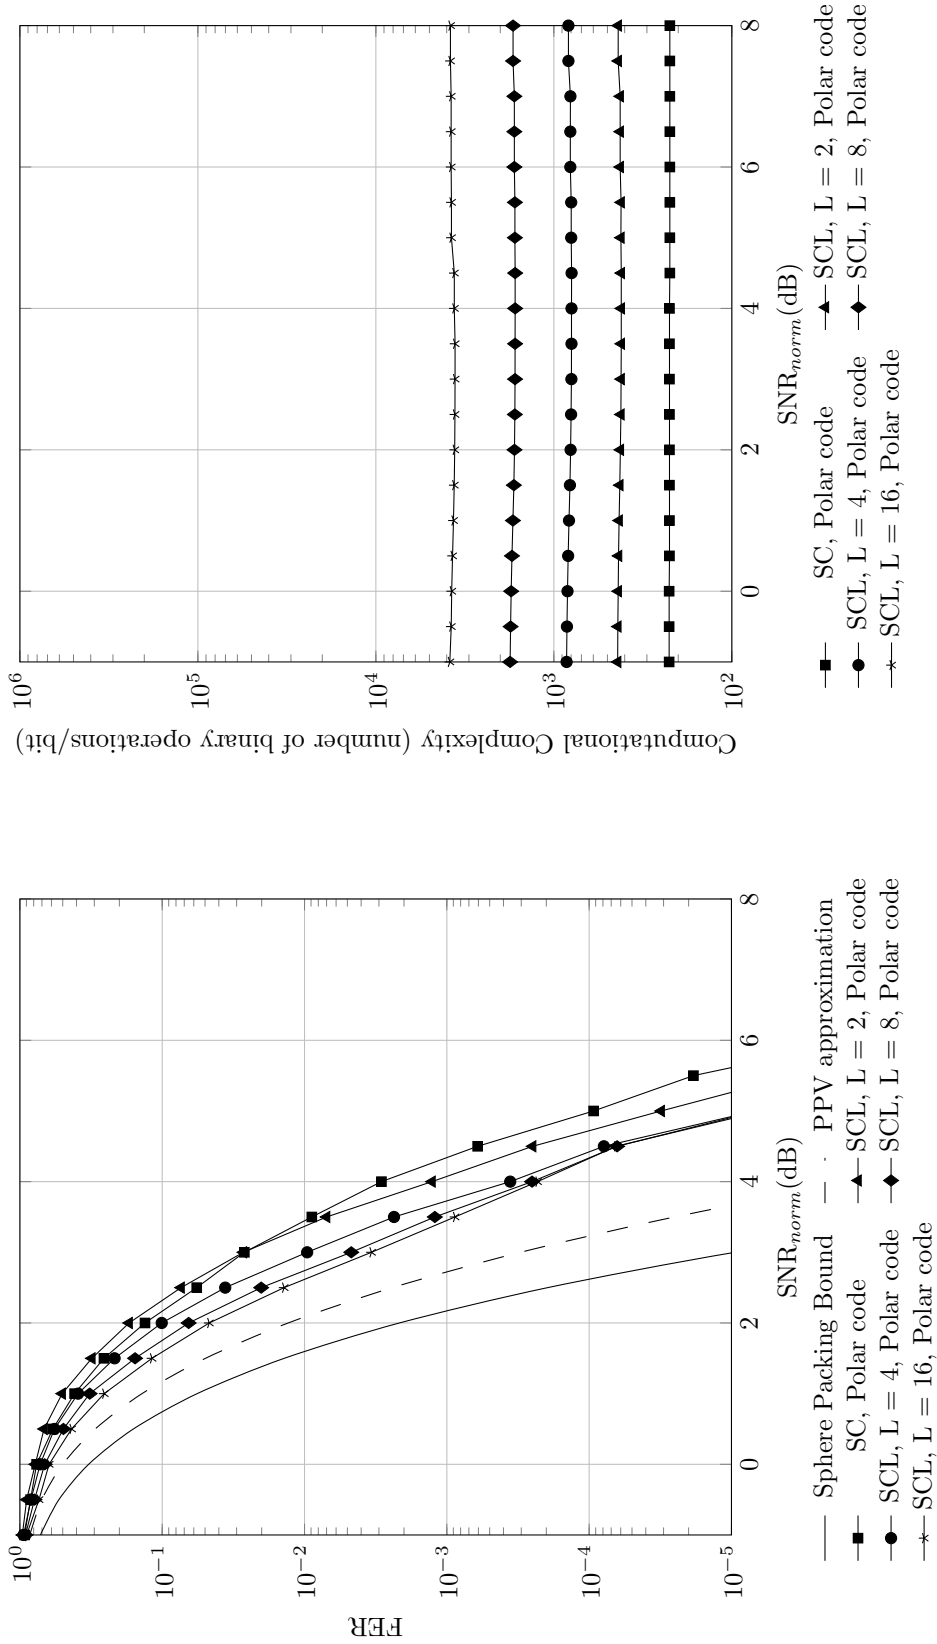 10^0
10^{-1}
10^{-2}
10^{-3}
10^{-4}
10^{-5}
FER
0
2
4
6
8
SNR_{norm}(dB)
Sphere Packing Bound
PPV approximation
SC, Polar code
SCL, L = 2, Polar code
SCL, L = 4, Polar code
SCL, L = 8, Polar code
SCL, L = 16, Polar code
10^6
10^5
10^4
10^3
10^2
Computational Complexity (number of binary operations/bit)
0
2
4
6
8
SNR_{norm}(dB)
SC, Polar code
SCL, L = 2, Polar code
SCL, L = 4, Polar code
SCL, L = 8, Polar code
SCL, L = 16, Polar code